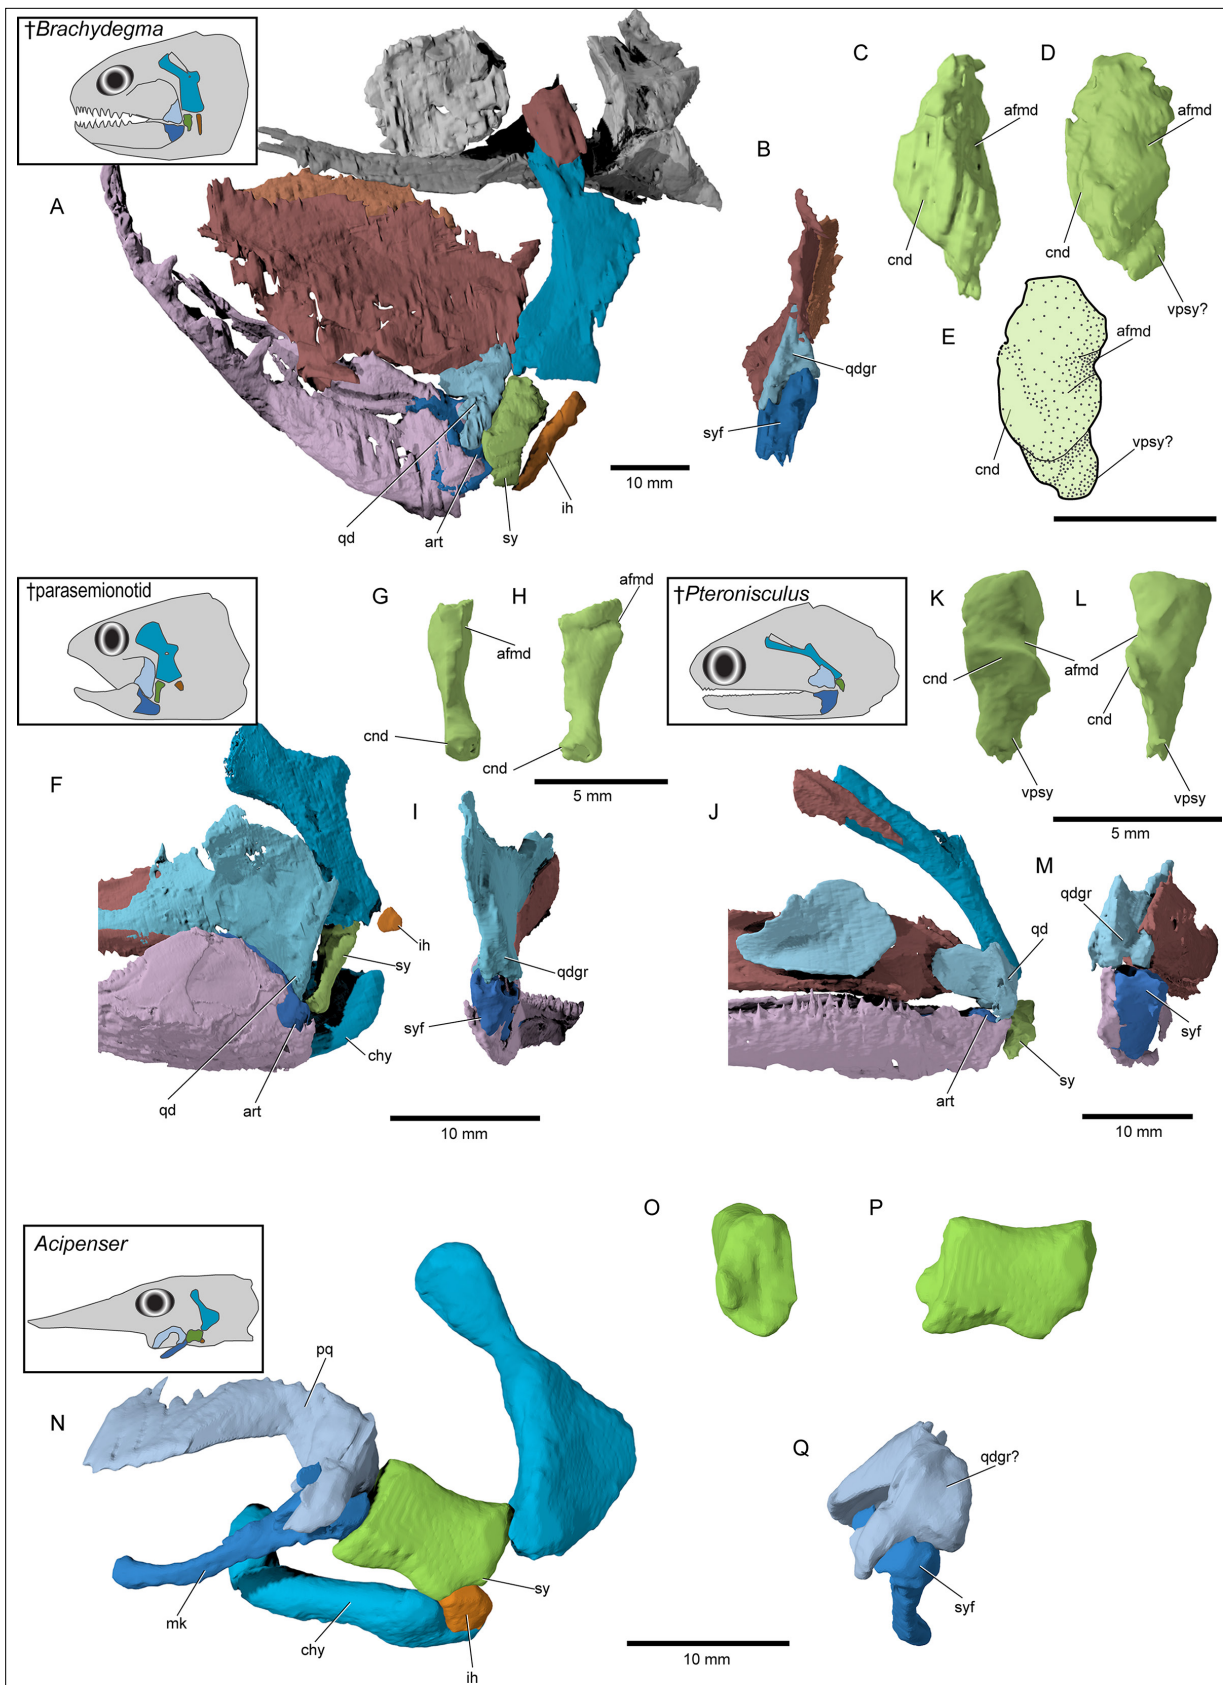 †Brachydegma
A
B
C
D
afmd
afmd
cnd
cnd
vpsy?
E
afmd
cnd
vpsy?
qdgr
syf
10 mm
qd
art
sy
ih
†parasemionotid
G
H
afmd
afmd
cnd
cnd
5 mm
†Pteronisculus
K
L
afmd
cnd
cnd
vpsy
vpsy
5 mm
F
ih
sy
chy
qd
art
I
qdgr
syf
10 mm
J
qd
art
sy
M
qdgr
syf
10 mm
Acipenser
N
pq
mk
chy
sy
ih
10 mm
O
P
Q
qdgr?
syf